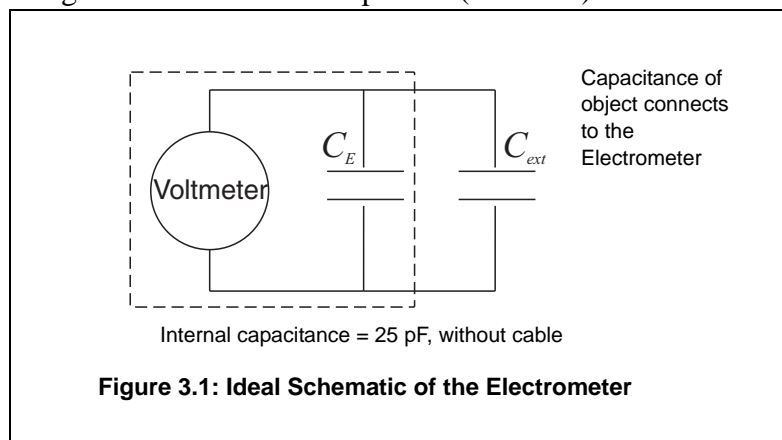 Voltmeter
C_E
C_ext
Capacitance of
object connects
to the
Electrometer
Internal capacitance = 25 pF, without cable
Figure 3.1: Ideal Schematic of the Electrometer